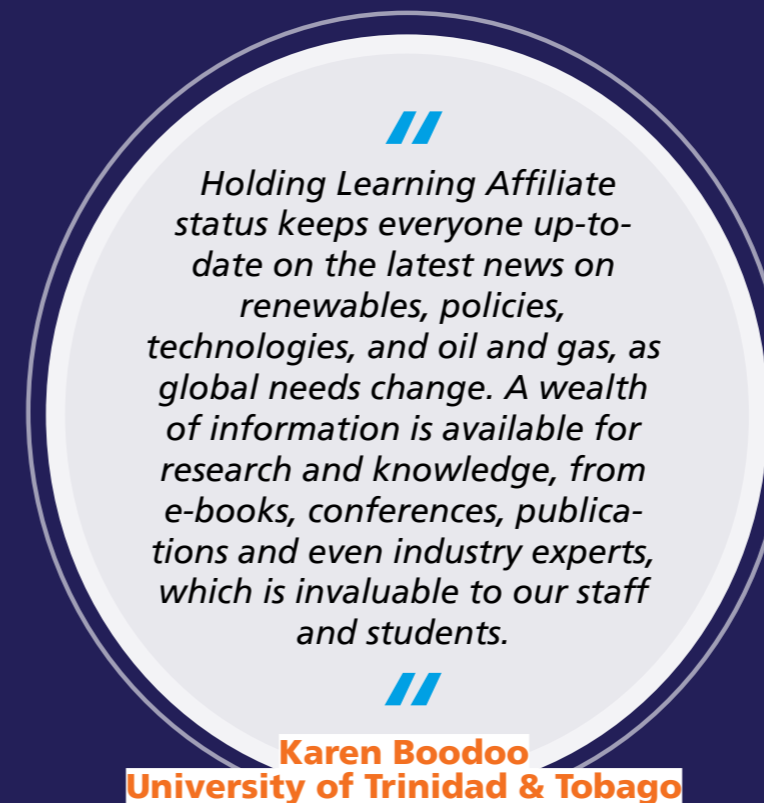 "
Holding Learning Affiliate
status keeps everyone up-to-
date on the latest news on
renewables, policies,
technologies, and oil and gas, as
global needs change. A wealth
of information is available for
research and knowledge, from
e-books, conferences, publica-
tions and even industry experts,
which is invaluable to our staff
and students.
"
Karen Boodoo
University of Trinidad & Tobago